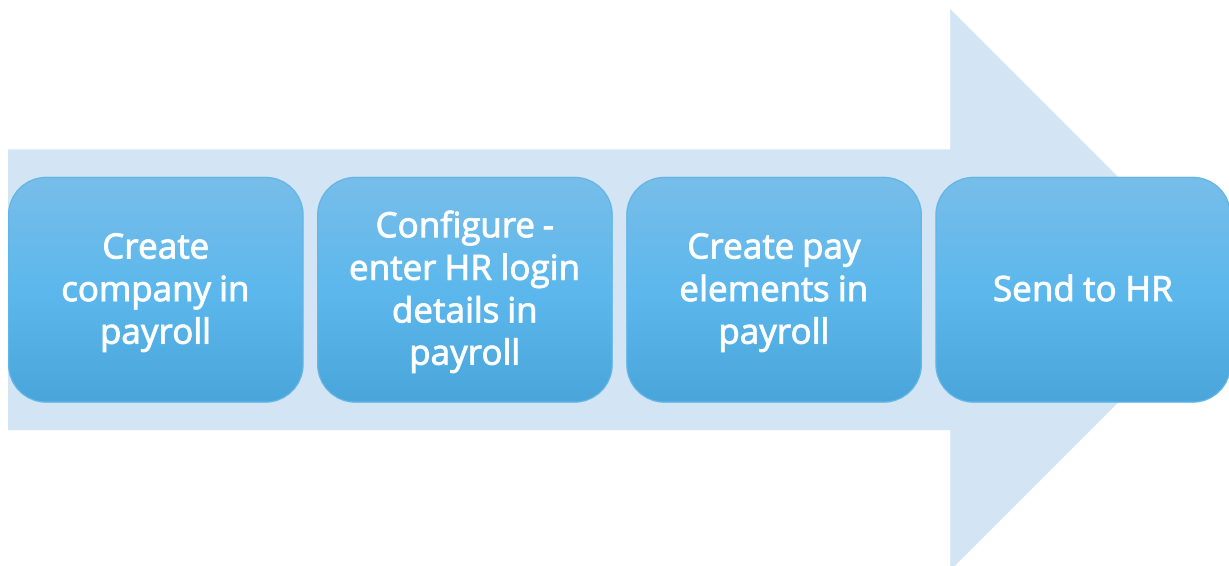 Create
company in
payroll
Configure -
enter HR login
details in
payroll
Create pay
elements in
payroll
Send to HR